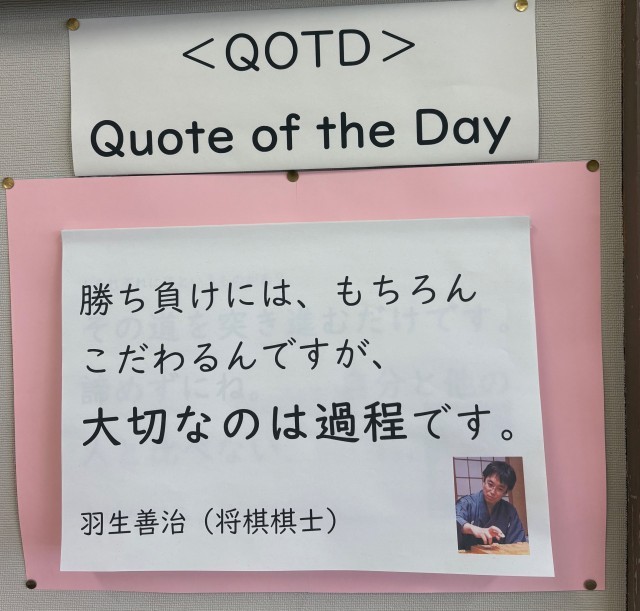 ＜QOTD＞
Quote of the Day
勝ち負けには、もちろん
こだわるんですが、
大切なのは過程です。
羽生善治（将棋棋士）